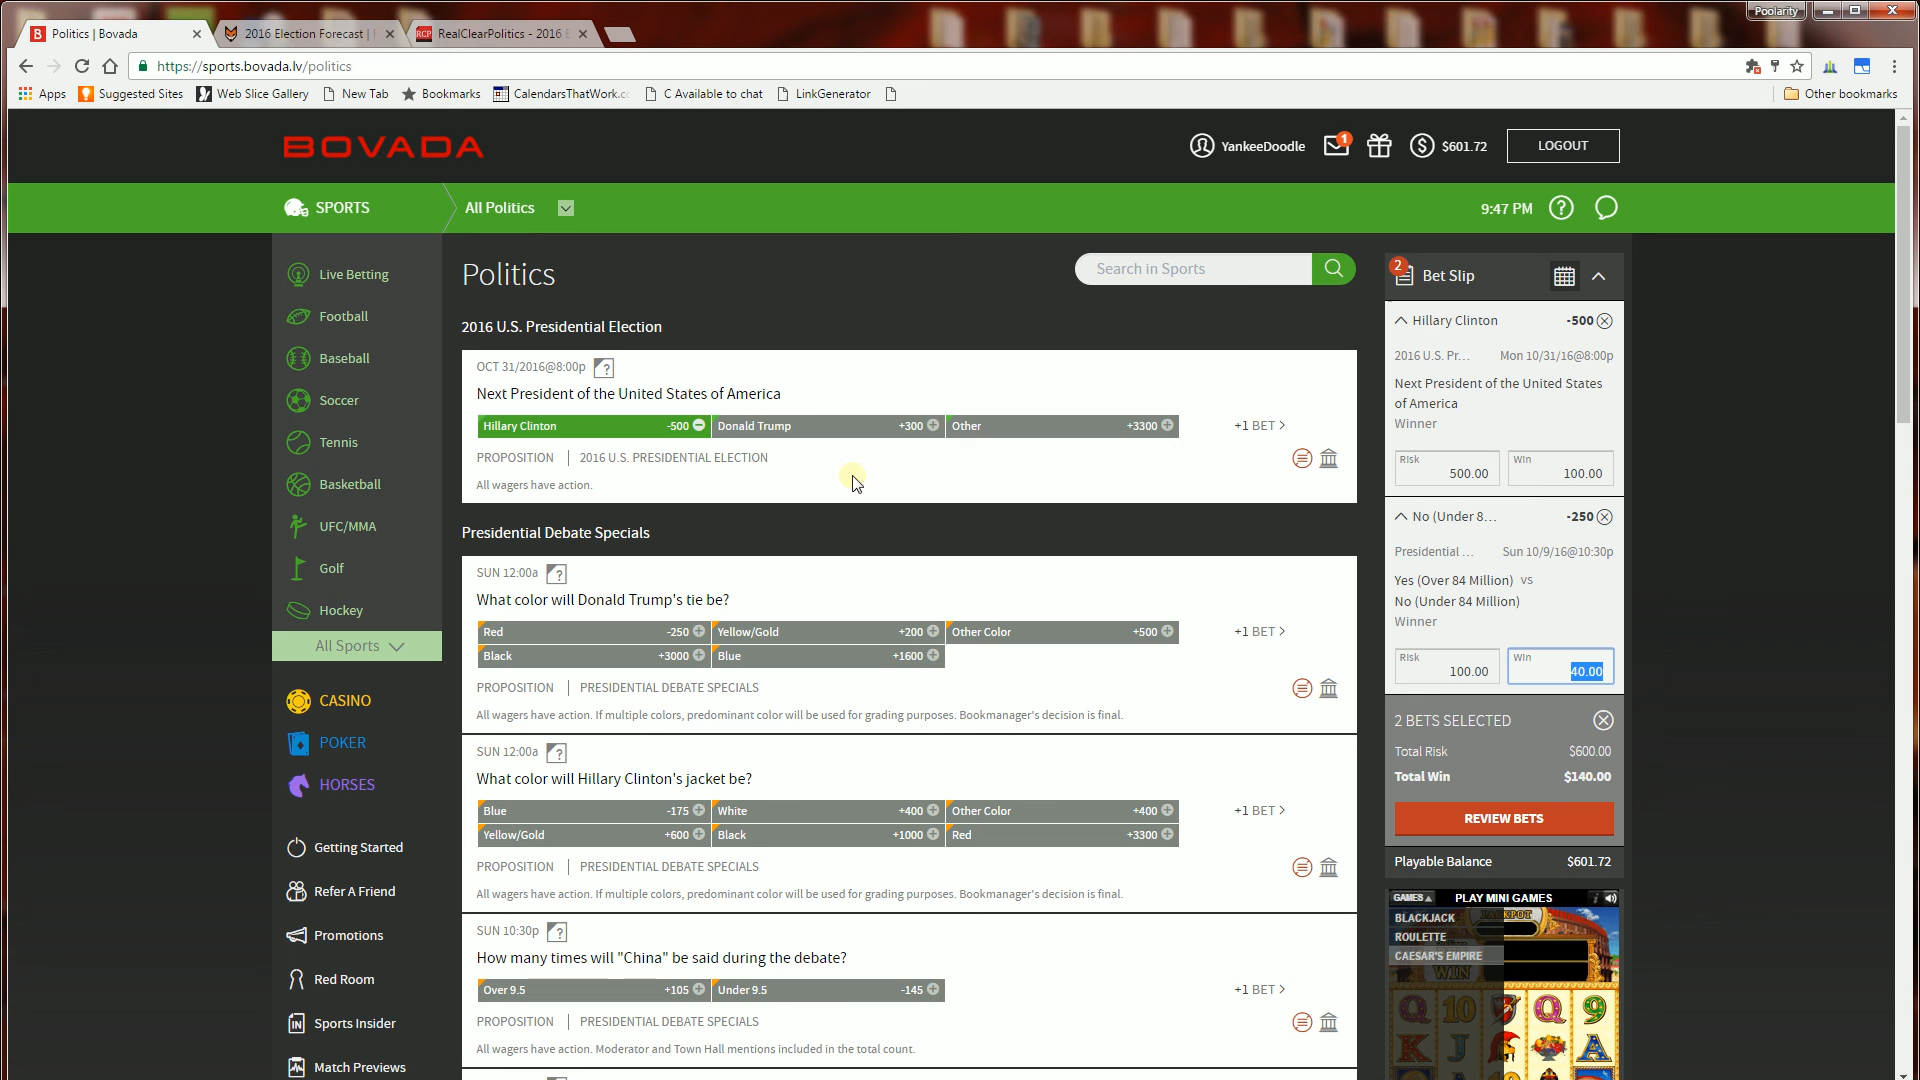 Poolarity
Politics | Bovada
2016 Election Forecast |
RealClearPolitics - 2016 E
https://sports.bovada.lv/politics
Apps
Suggested Sites
Web Slice Gallery
New Tab
Bookmarks
CalendarsThatWork.c
C Available to chat
LinkGenerator
Other bookmarks
BOVADA
YankeeDoodle
1
$601.72
LOGOUT
SPORTS
All Politics
9:47 PM
Live Betting
Football
Baseball
Soccer
Tennis
Basketball
UFC/MMA
Golf
Hockey
All Sports
CASINO
POKER
HORSES
Getting Started
Refer A Friend
Promotions
Red Room
Sports Insider
Match Previews
Politics
Search in Sports
2016 U.S. Presidential Election
OCT 31/2016@8:00p
Next President of the United States of America
Hillary Clinton -500
Donald Trump +300
Other +3300
+1 BET >
PROPOSITION | 2016 U.S. PRESIDENTIAL ELECTION
All wagers have action.
Presidential Debate Specials
SUN 12:00a
What color will Donald Trump's tie be?
Red -250
Yellow/Gold +200
Other Color +500
+1 BET >
Black +3000
Blue +1600
PROPOSITION | PRESIDENTIAL DEBATE SPECIALS
All wagers have action. If multiple colors, predominant color will be used for grading purposes. Bookmanager's decision is final.
SUN 12:00a
What color will Hillary Clinton's jacket be?
Blue -175
White +400
Other Color +400
+1 BET >
Yellow/Gold +600
Black +1000
Red +3300
PROPOSITION | PRESIDENTIAL DEBATE SPECIALS
All wagers have action. If multiple colors, predominant color will be used for grading purposes. Bookmanager's decision is final.
SUN 10:30p
How many times will "China" be said during the debate?
Over 9.5 +105
Under 9.5 -145
+1 BET >
PROPOSITION | PRESIDENTIAL DEBATE SPECIALS
All wagers have action. Moderator and Town Hall mentions included in the total count.
2
Bet Slip
Hillary Clinton -500
2016 U.S. Pr... Mon 10/31/16@8:00p
Next President of the United States
of America
Winner
Risk
500.00
Win
100.00
No (Under 8... -250
Presidential ... Sun 10/9/16@10:30p
Yes (Over 84 Million) vs
No (Under 84 Million)
Winner
Risk
100.00
Win
40.00
2 BETS SELECTED
Total Risk $600.00
Total Win $140.00
REVIEW BETS
Playable Balance $601.72
GAMES
PLAY MINI GAMES
BLACKJACK
ROULETTE
CAESAR'S EMPIRE
JACKPOT
WIN
Q 10 Q 9
K J A